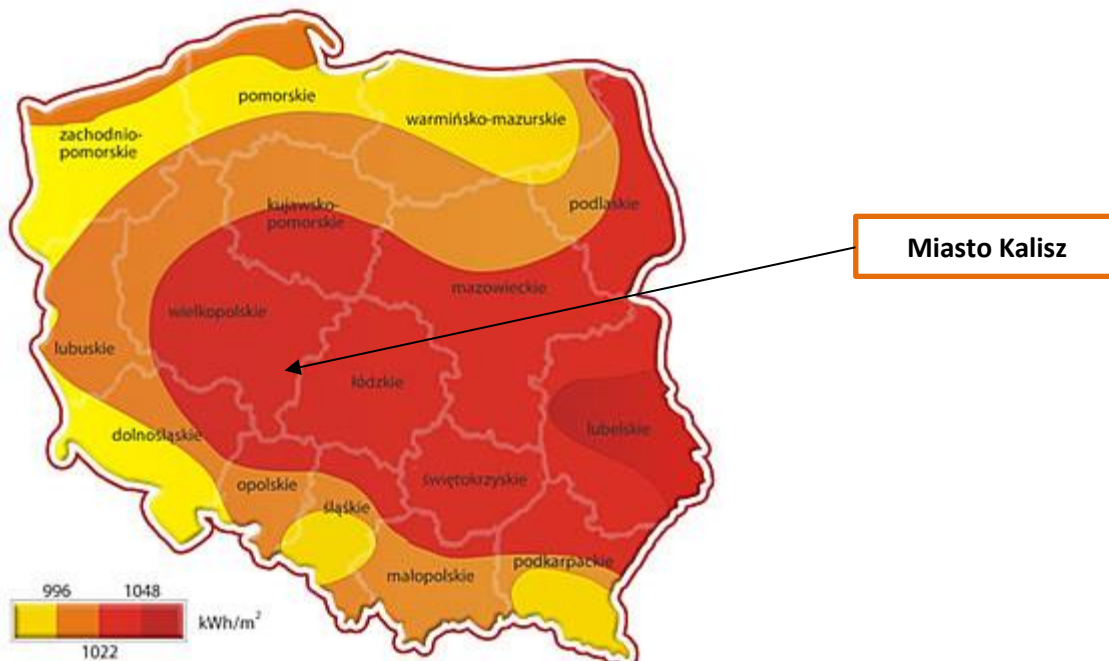 pomorskie
warmińsko-mazurskie
zachodnio-
pomorskie
kujawsko-
pomorskie
podlaskie
Miasto Kalisz
mazowieckie
wielkopolskie
lubuskie
łódzkie
lubelskie
dolnośląskie
opolskie
świętokrzyskie
śląskie
podkarpackie
małopolskie
996 1048
kWh/m²
1022